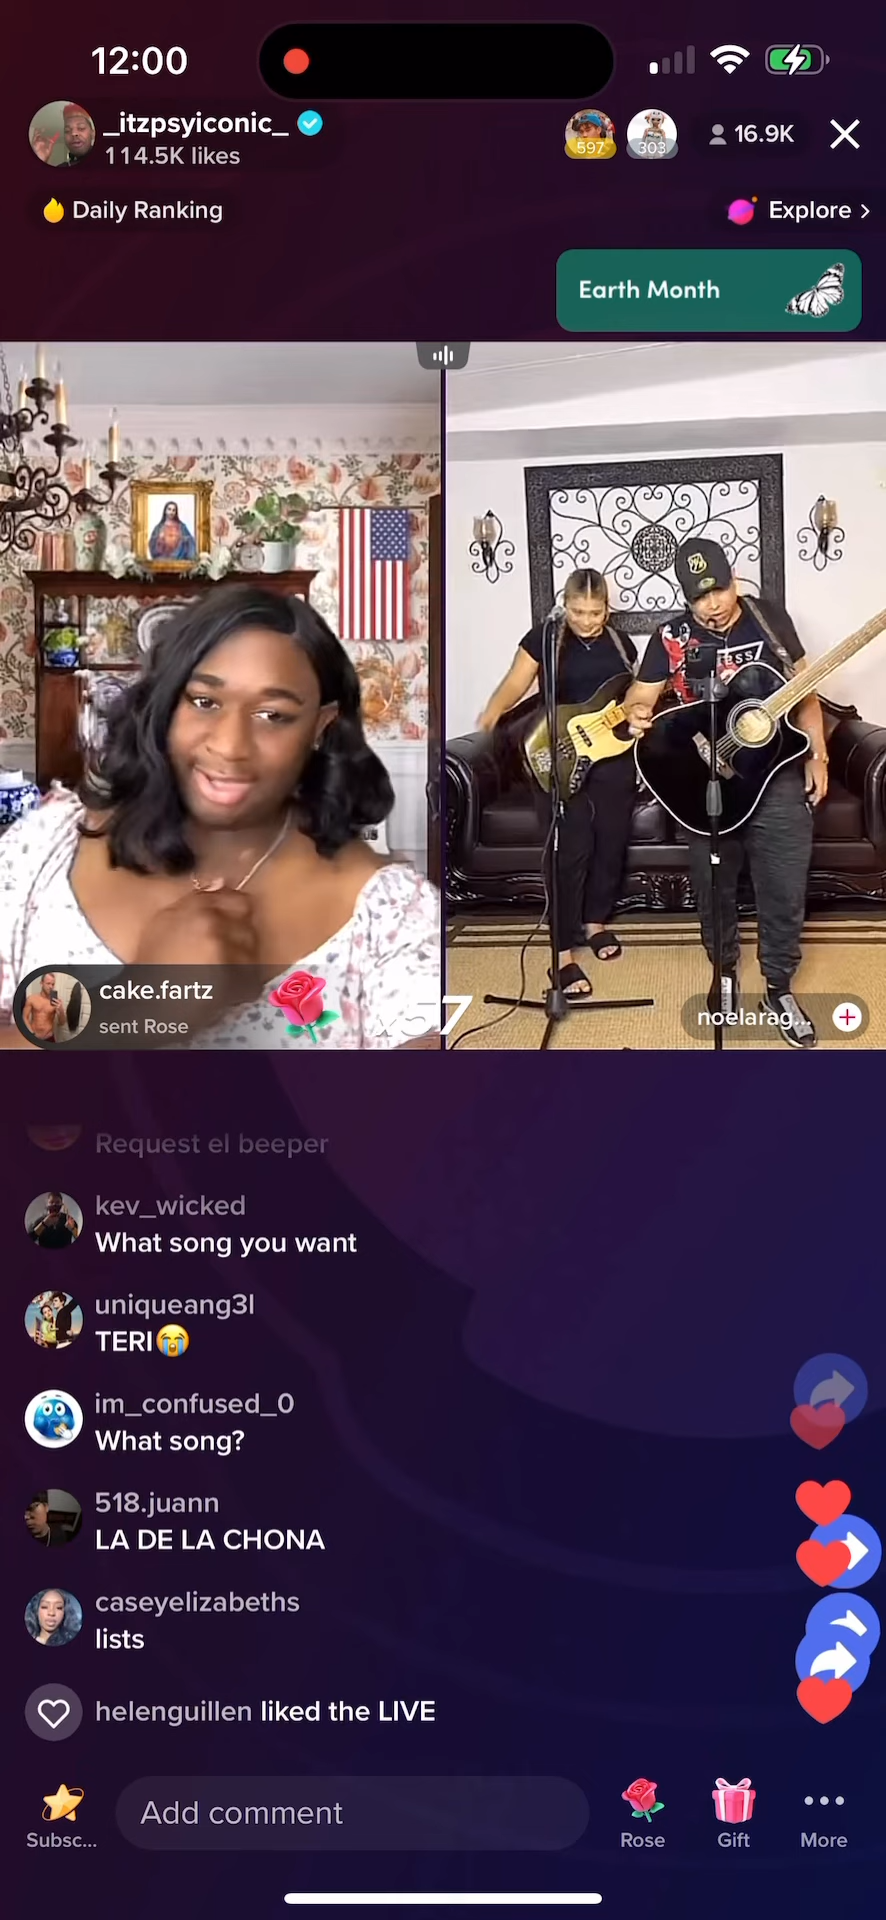 12:00
_itzpsyiconic_
114.5K likes
597
303
16.9K
Daily Ranking
Explore >
Earth Month
cake.fartz
sent Rose
x57
noelarag...
Request el beeper
kev_wicked
What song you want
uniqueang3l
TERI😭
im_confused_0
What song?
518.juann
LA DE LA CHONA
caseyelizabeths
lists
helenguillen liked the LIVE
Subsc...
Add comment
Rose
Gift
More